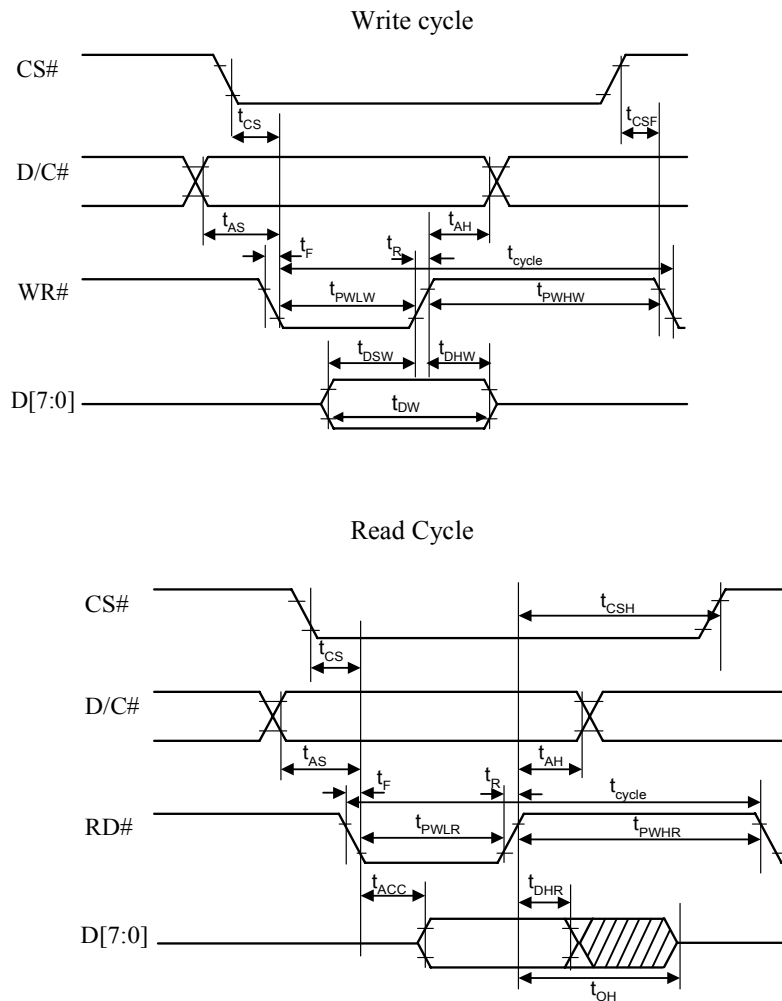 Write cycle
CS#
tCS
tCSF
D/C#
tAS
tF
tR
tAH
tcycle
WR#
tPWLW
tPWHW
tDSW
tDHW
D[7:0]
tDW
Read Cycle
CS#
tCSH
tCS
D/C#
tAS
tF
tR
tAH
tcycle
RD#
tPWLR
tPWHR
tACC
tDHR
D[7:0]
tOH